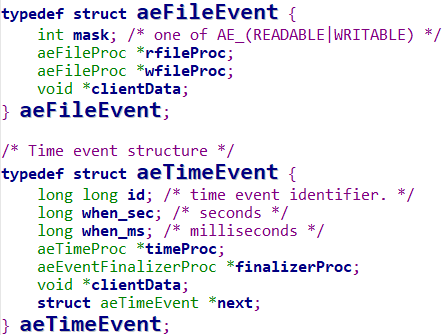 typedef struct aeFileEvent {
    int mask; /* one of AE_(READABLE|WRITABLE) */
    aeFileProc *rfileProc;
    aeFileProc *wfileProc;
    void *clientData;
} aeFileEvent;

/* Time event structure */
typedef struct aeTimeEvent {
    long long id; /* time event identifier. */
    long when_sec; /* seconds */
    long when_ms; /* milliseconds */
    aeTimeProc *timeProc;
    aeEventFinalizerProc *finalizerProc;
    void *clientData;
    struct aeTimeEvent *next;
} aeTimeEvent;